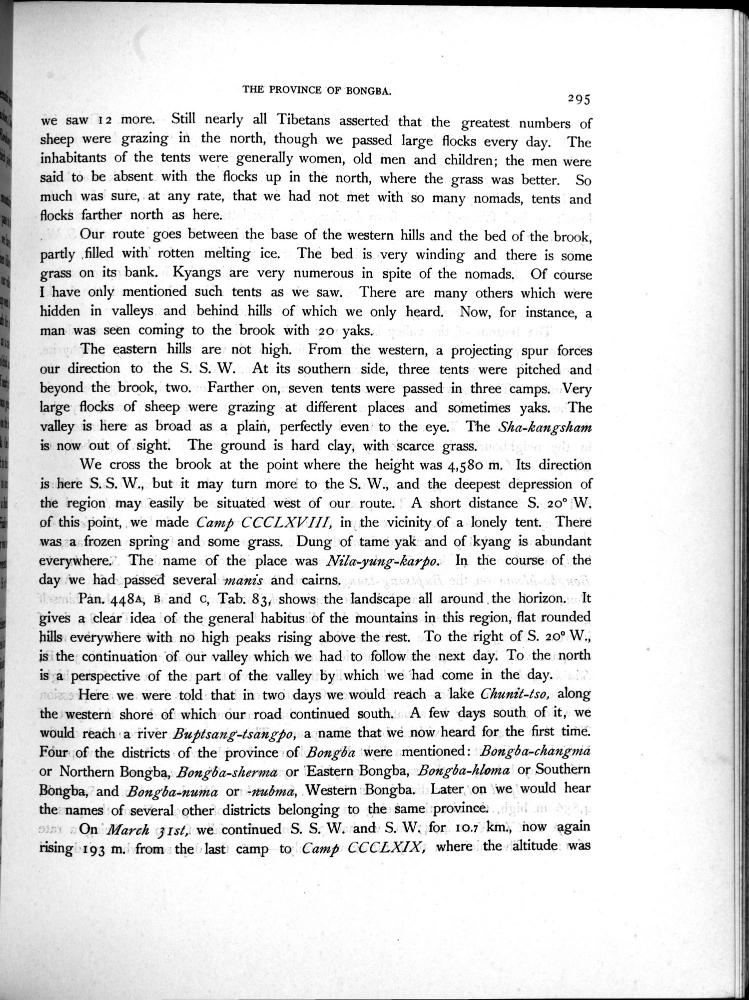 THE PROVINCE OF BONGBA.
295
we saw 12 more. Still nearly all Tibetans asserted that the greatest numbers of
sheep were grazing in the north, though we passed large flocks every day. The
inhabitants of the tents were generally women, old men and children; the men were
said to be absent with the flocks up in the north, where the grass was better. So
much was sure, at any rate, that we had not met with so many nomads, tents and
flocks farther north as here.
Our route goes between the base of the western hills and the bed of the brook,
partly filled with rotten melting ice. The bed is very winding and there is some
grass on its bank. Kyangs are very numerous in spite of the nomads. Of course
I have only mentioned such tents as we saw. There are many others which were
hidden in valleys and behind hills of which we only heard. Now, for instance, a
man was seen coming to the brook with 20 yaks.
The eastern hills are not high. From the western, a projecting spur forces
our direction to the S. S. W. At its southern side, three tents were pitched and
beyond the brook, two. Farther on, seven tents were passed in three camps. Very
large flocks of sheep were grazing at different places and sometimes yaks. The
valley is here as broad as a plain, perfectly even to the eye. The Sha-kangsham
is now out of sight. The ground is hard clay, with scarce grass.
We cross the brook at the point where the height was 4,580 m. Its direction
is here S. S. W., but it may turn more to the S. W., and the deepest depression of
the region may easily be situated west of our route. A short distance S. 20° W.
of this point, we made Camp CCCLXVIII, in the vicinity of a lonely tent. There
was a frozen spring and some grass. Dung of tame yak and of kyang is abundant
everywhere. The name of the place was Nila-yung-karpo. In the course of the
day we had passed several manis and cairns.
Pan. 448A, B and C, Tab. 83, shows the landscape all around the horizon. It
gives a clear idea of the general habitus of the mountains in this region, flat rounded
hills everywhere with no high peaks rising above the rest. To the right of S. 20° W.,
is the continuation of our valley which we had to follow the next day. To the north
is a perspective of the part of the valley by which we had come in the day.
Here we were told that in two days we would reach a lake Chunit-tso, along
the western shore of which our road continued south. A few days south of it, we
would reach a river Buptsang-tsangpo, a name that we now heard for the first time.
Four of the districts of the province of Bongba were mentioned: Bongba-changma
or Northern Bongba, Bongba-sherma or Eastern Bongba, Bongba-hloma or Southern
Bongba, and Bongba-numa or -nubma, Western Bongba. Later on we would hear
the names of several other districts belonging to the same province.
On March 31st, we continued S. S. W. and S. W. for 10.7 km., now again
rising 193 m. from the last camp to Camp CCCLXIX, where the altitude was